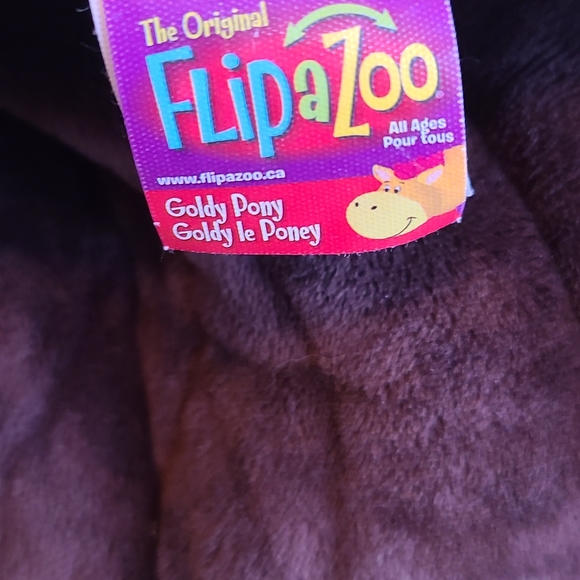 The Original
FLipaZoo
All Ages
Pour tous
www.flipazoo.ca
Goldy Pony
Goldy le Poney